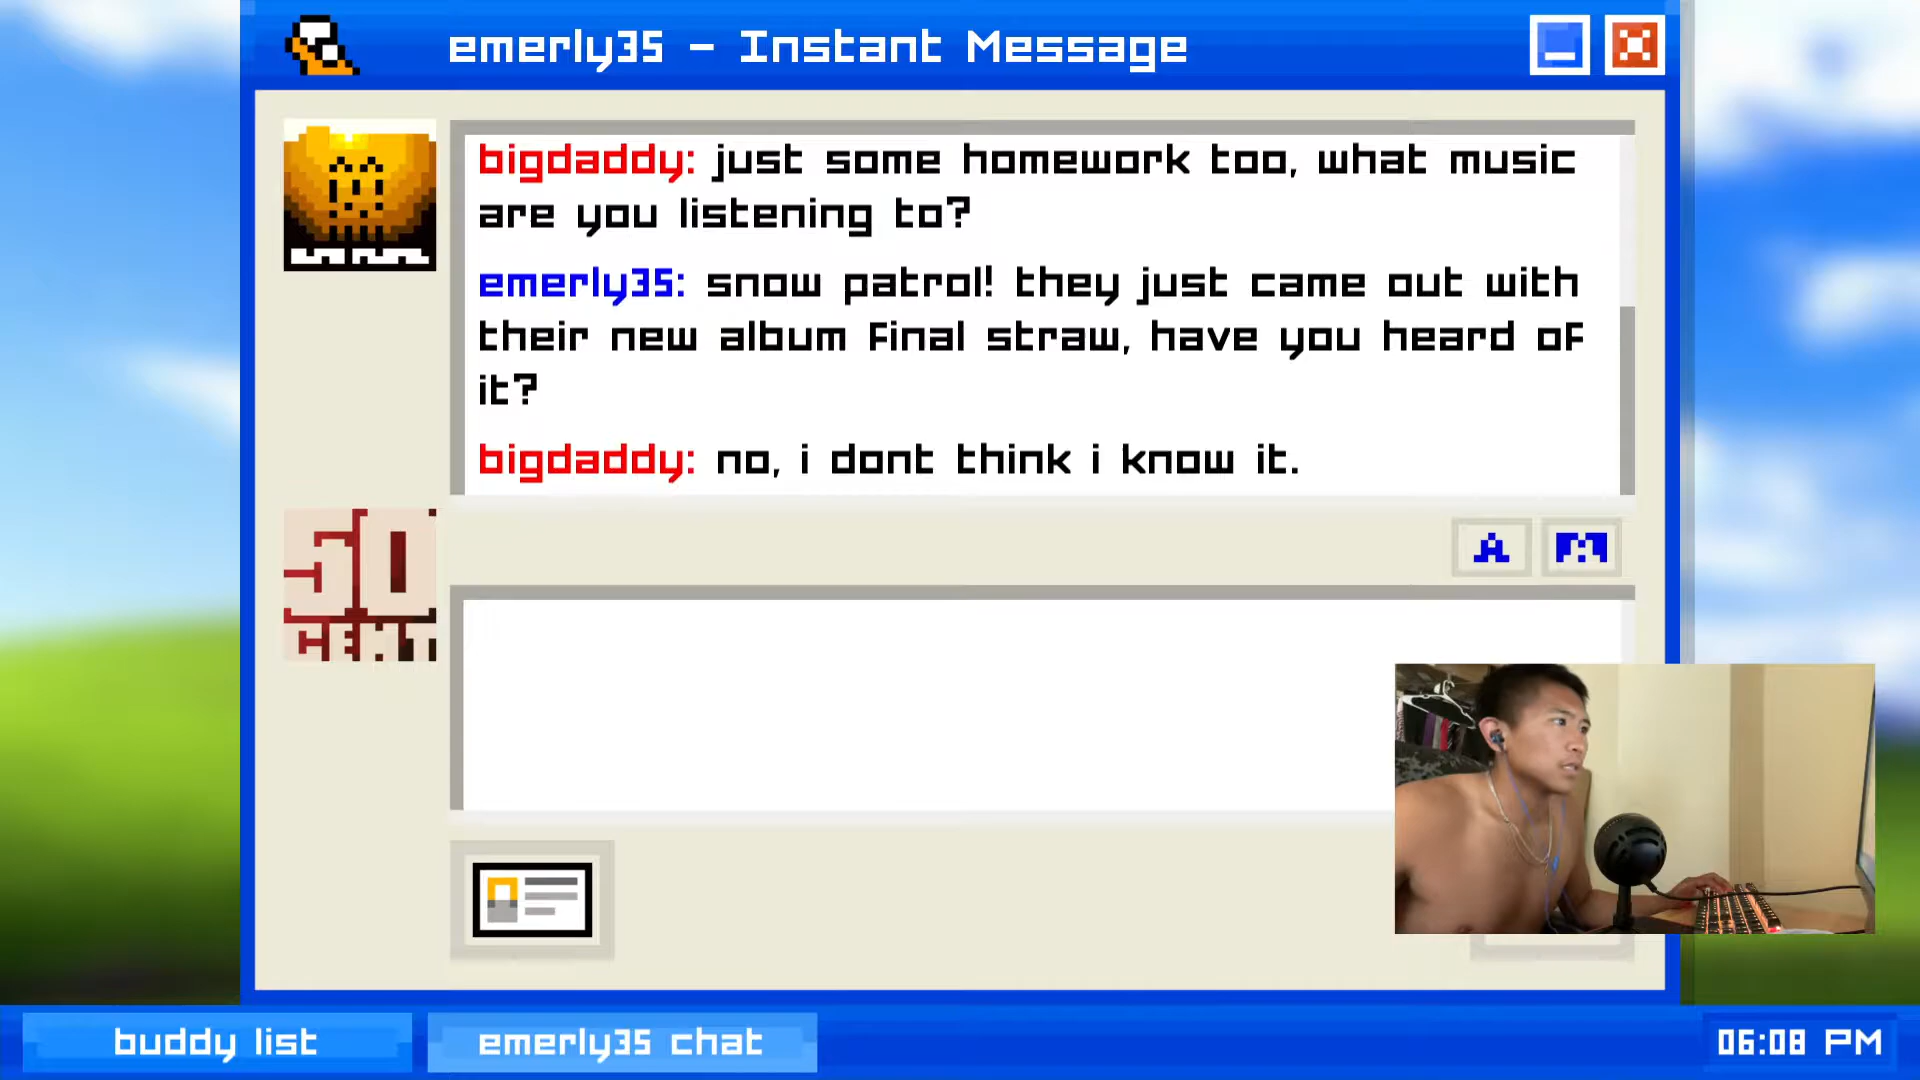 emerly35 - Instant Message
bigdaddy: just some homework too, what music
are you listening to?
emerly35: snow patrol! they just came out with
their new album final straw, have you heard of
it?
bigdaddy: no, i dont think i know it.
50
CENT
A
buddy list
emerly35 chat
06:08 PM